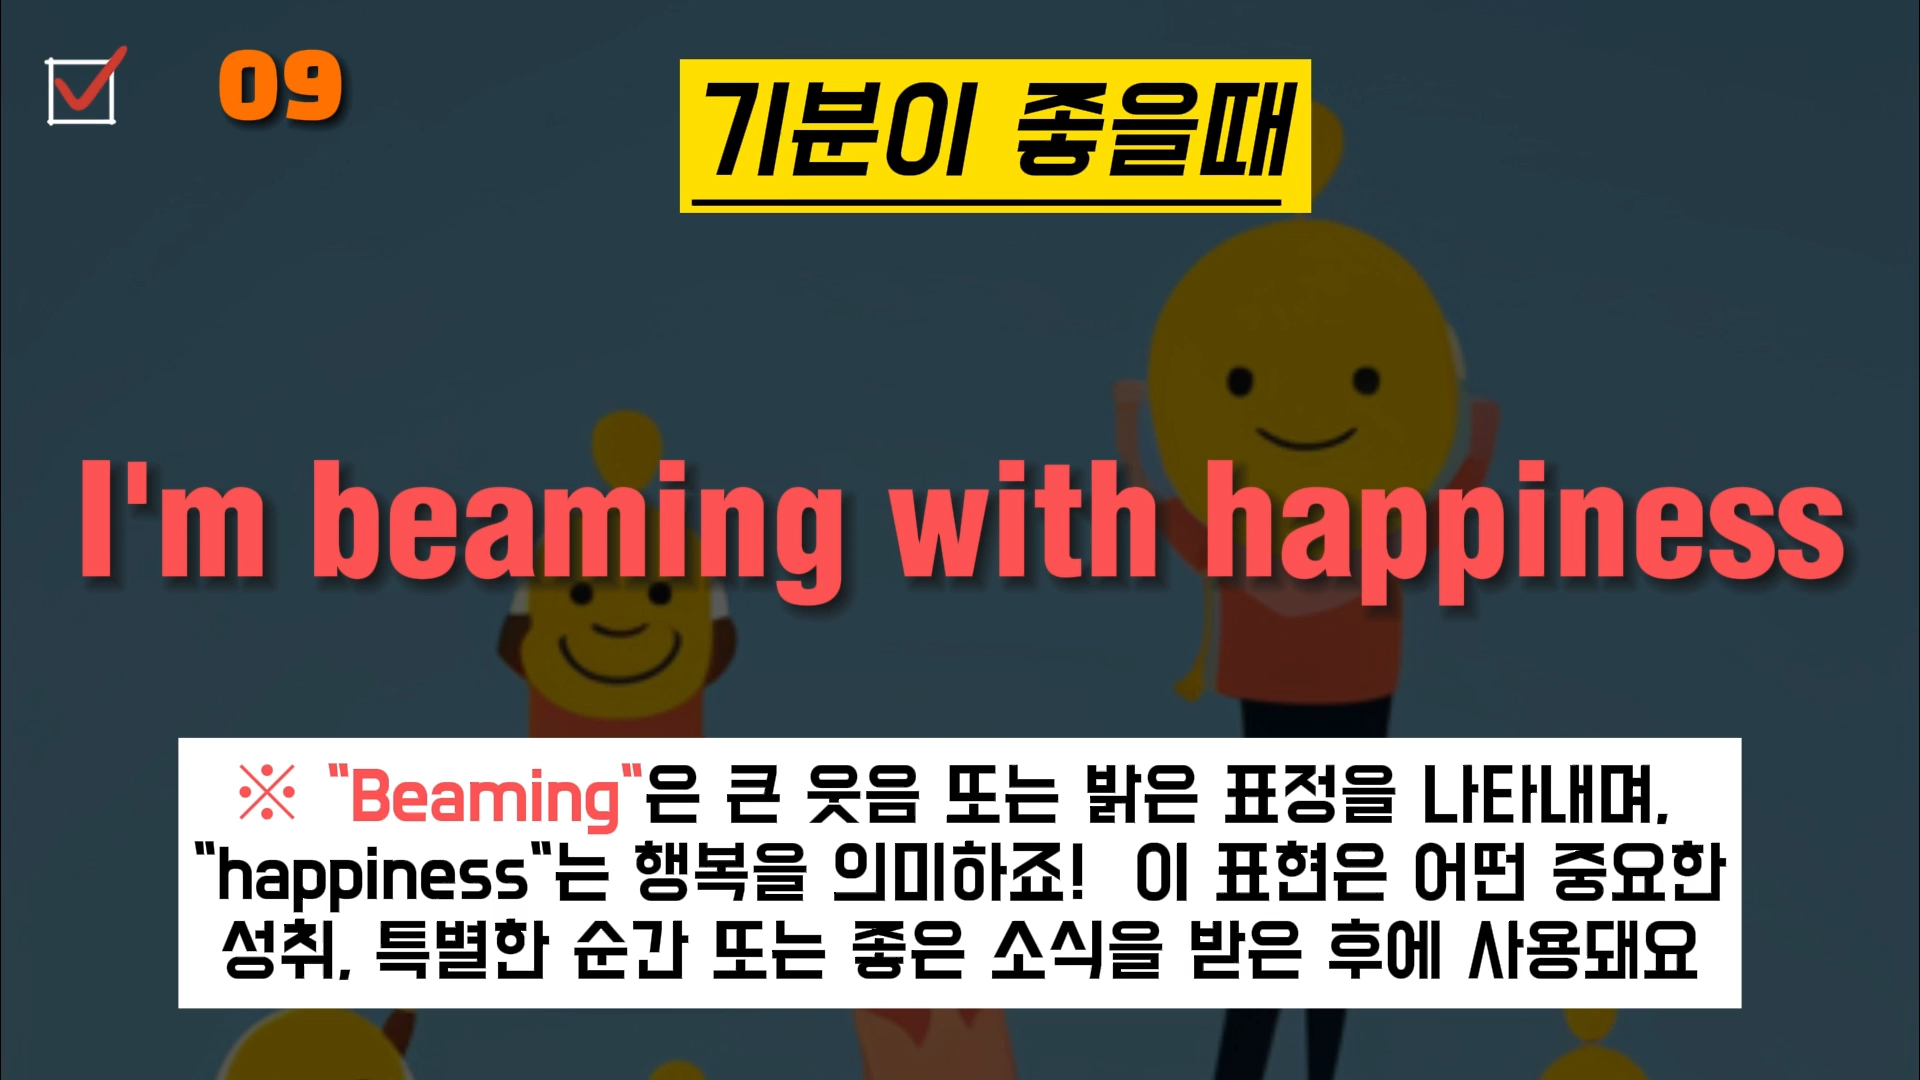 09
기분이 좋을때
I'm beaming with happiness
※ "Beaming"은 큰 웃음 또는 밝은 표정을 나타내며,
"happiness"는 행복을 의미하죠! 이 표현은 어떤 중요한
성취, 특별한 순간 또는 좋은 소식을 받은 후에 사용돼요